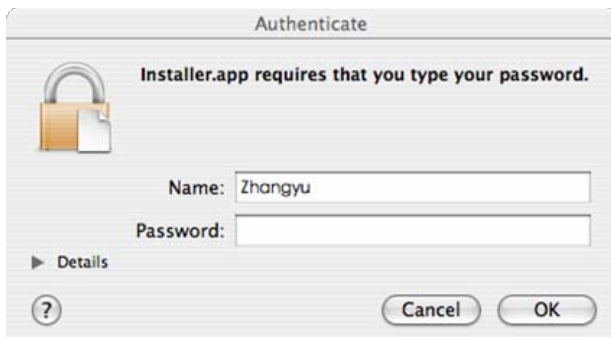 Authenticate
Installer.app requires that you type your password.
Name: Zhangyu
Password:
Details
? Cancel OK